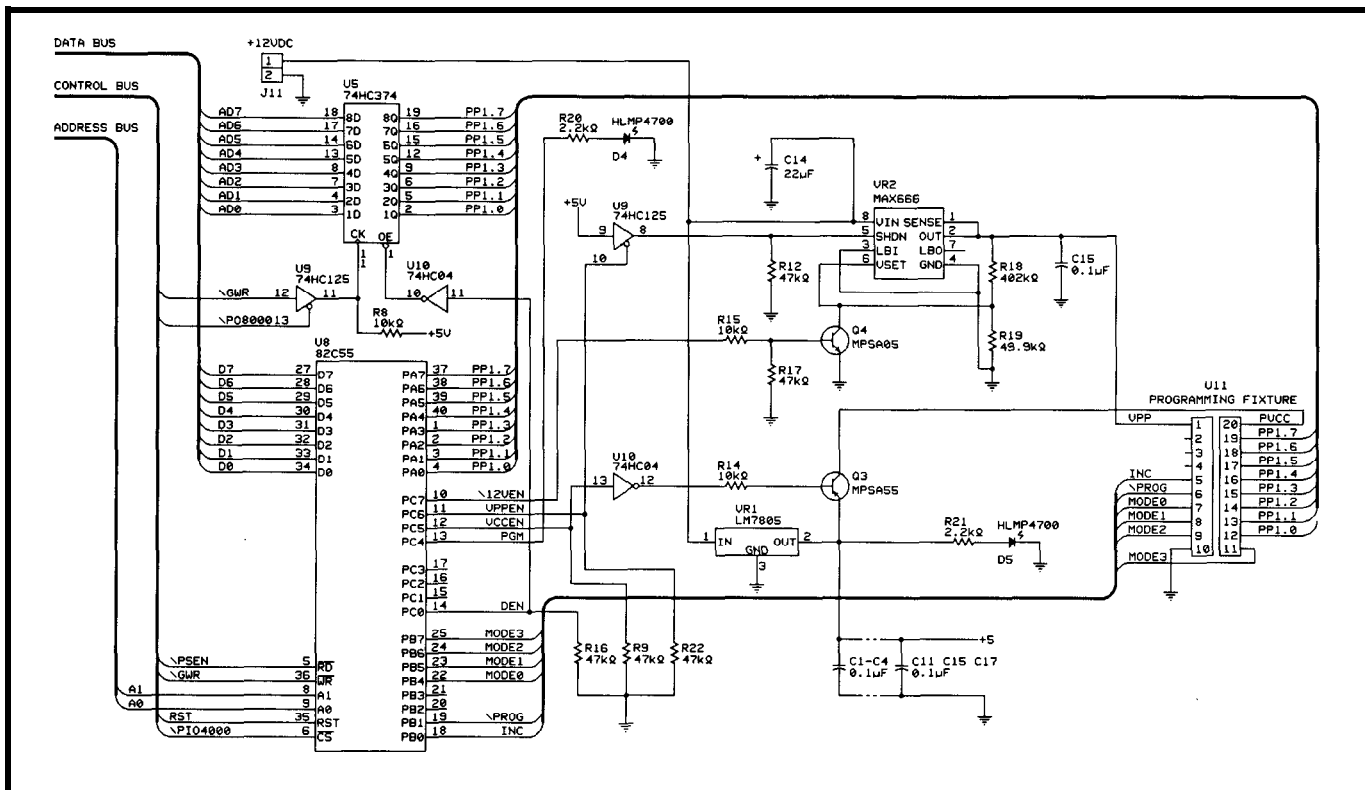 DATA BUS
CONTROL BUS
ADDRESS BUS
+12VDC
1
2
J11
U5
74HC374
AD7 18 8D 8Q 19 PP1.7
AD6 17 7D 7Q 16 PP1.6
AD5 14 6D 6Q 15 PP1.5
AD4 13 5D 5Q 12 PP1.4
AD3 8 4D 4Q 9 PP1.3
AD2 7 3D 3Q 6 PP1.2
AD1 4 2D 2Q 5 PP1.1
AD0 3 1D 1Q 2 PP1.0
CK OE
1
1
1
U9
74HC125
\GWR 12 11
\PO800013
U10
74HC04
10 11
R8
10kΩ
+5V
R20
2.2kΩ
HLMP4700
D4
+5V
U9
74HC125
9 8
10
+
C14
22µF
VR2
MAX666
8 VIN SENSE 1
5 SHDN OUT 2
3 LBI LBO 7
6 VSET GND 4
R12
47kΩ
R18
402kΩ
C15
0.1µF
R19
49.9kΩ
R15
10kΩ
Q4
MPSA05
R17
47kΩ
U8
82C55
D7 27 D7 PA7 37 PP1.7
D6 28 D6 PA6 38 PP1.6
D5 29 D5 PA5 39 PP1.5
D4 30 D4 PA4 40 PP1.4
D3 31 D3 PA3 1 PP1.3
D2 32 D2 PA2 2 PP1.2
D1 33 D1 PA1 3 PP1.1
D0 34 D0 PA0 4 PP1.0
PC7 10 \12VEN
PC6 11 VPPEN
PC5 12 VCCEN
PC4 13 PGM
PC3 17
PC2 16
PC1 15
PC0 14 DEN
PB7 25 MODE3
PB6 24 MODE2
PB5 23 MODE1
PB4 22 MODE0
PB3 21
PB2 20
PB1 19 \PROG
PB0 18 INC
\PSEN 5 RD
\GWR 36 WR
A1 8 A1
A0 9 A0
RST 35 RST
\PIO4000 6 CS
U10
74HC04
13 12
R14
10kΩ
Q3
MPSA55
VR1
LM7805
1 IN OUT 2
GND
3
R21
2.2kΩ
HLMP4700
D5
R16
47kΩ
R9
47kΩ
R22
47kΩ
+5
C1-C4
0.1µF
C11 C15 C17
0.1µF
U11
PROGRAMMING FIXTURE
VPP 1 20 PVCC
2 19 PP1.7
3 18 PP1.6
4 17 PP1.5
INC 5 16 PP1.4
\PROG 6 15 PP1.3
MODE0 7 14 PP1.2
MODE1 8 13 PP1.1
MODE2 9 12 PP1.0
10 11
MODE3